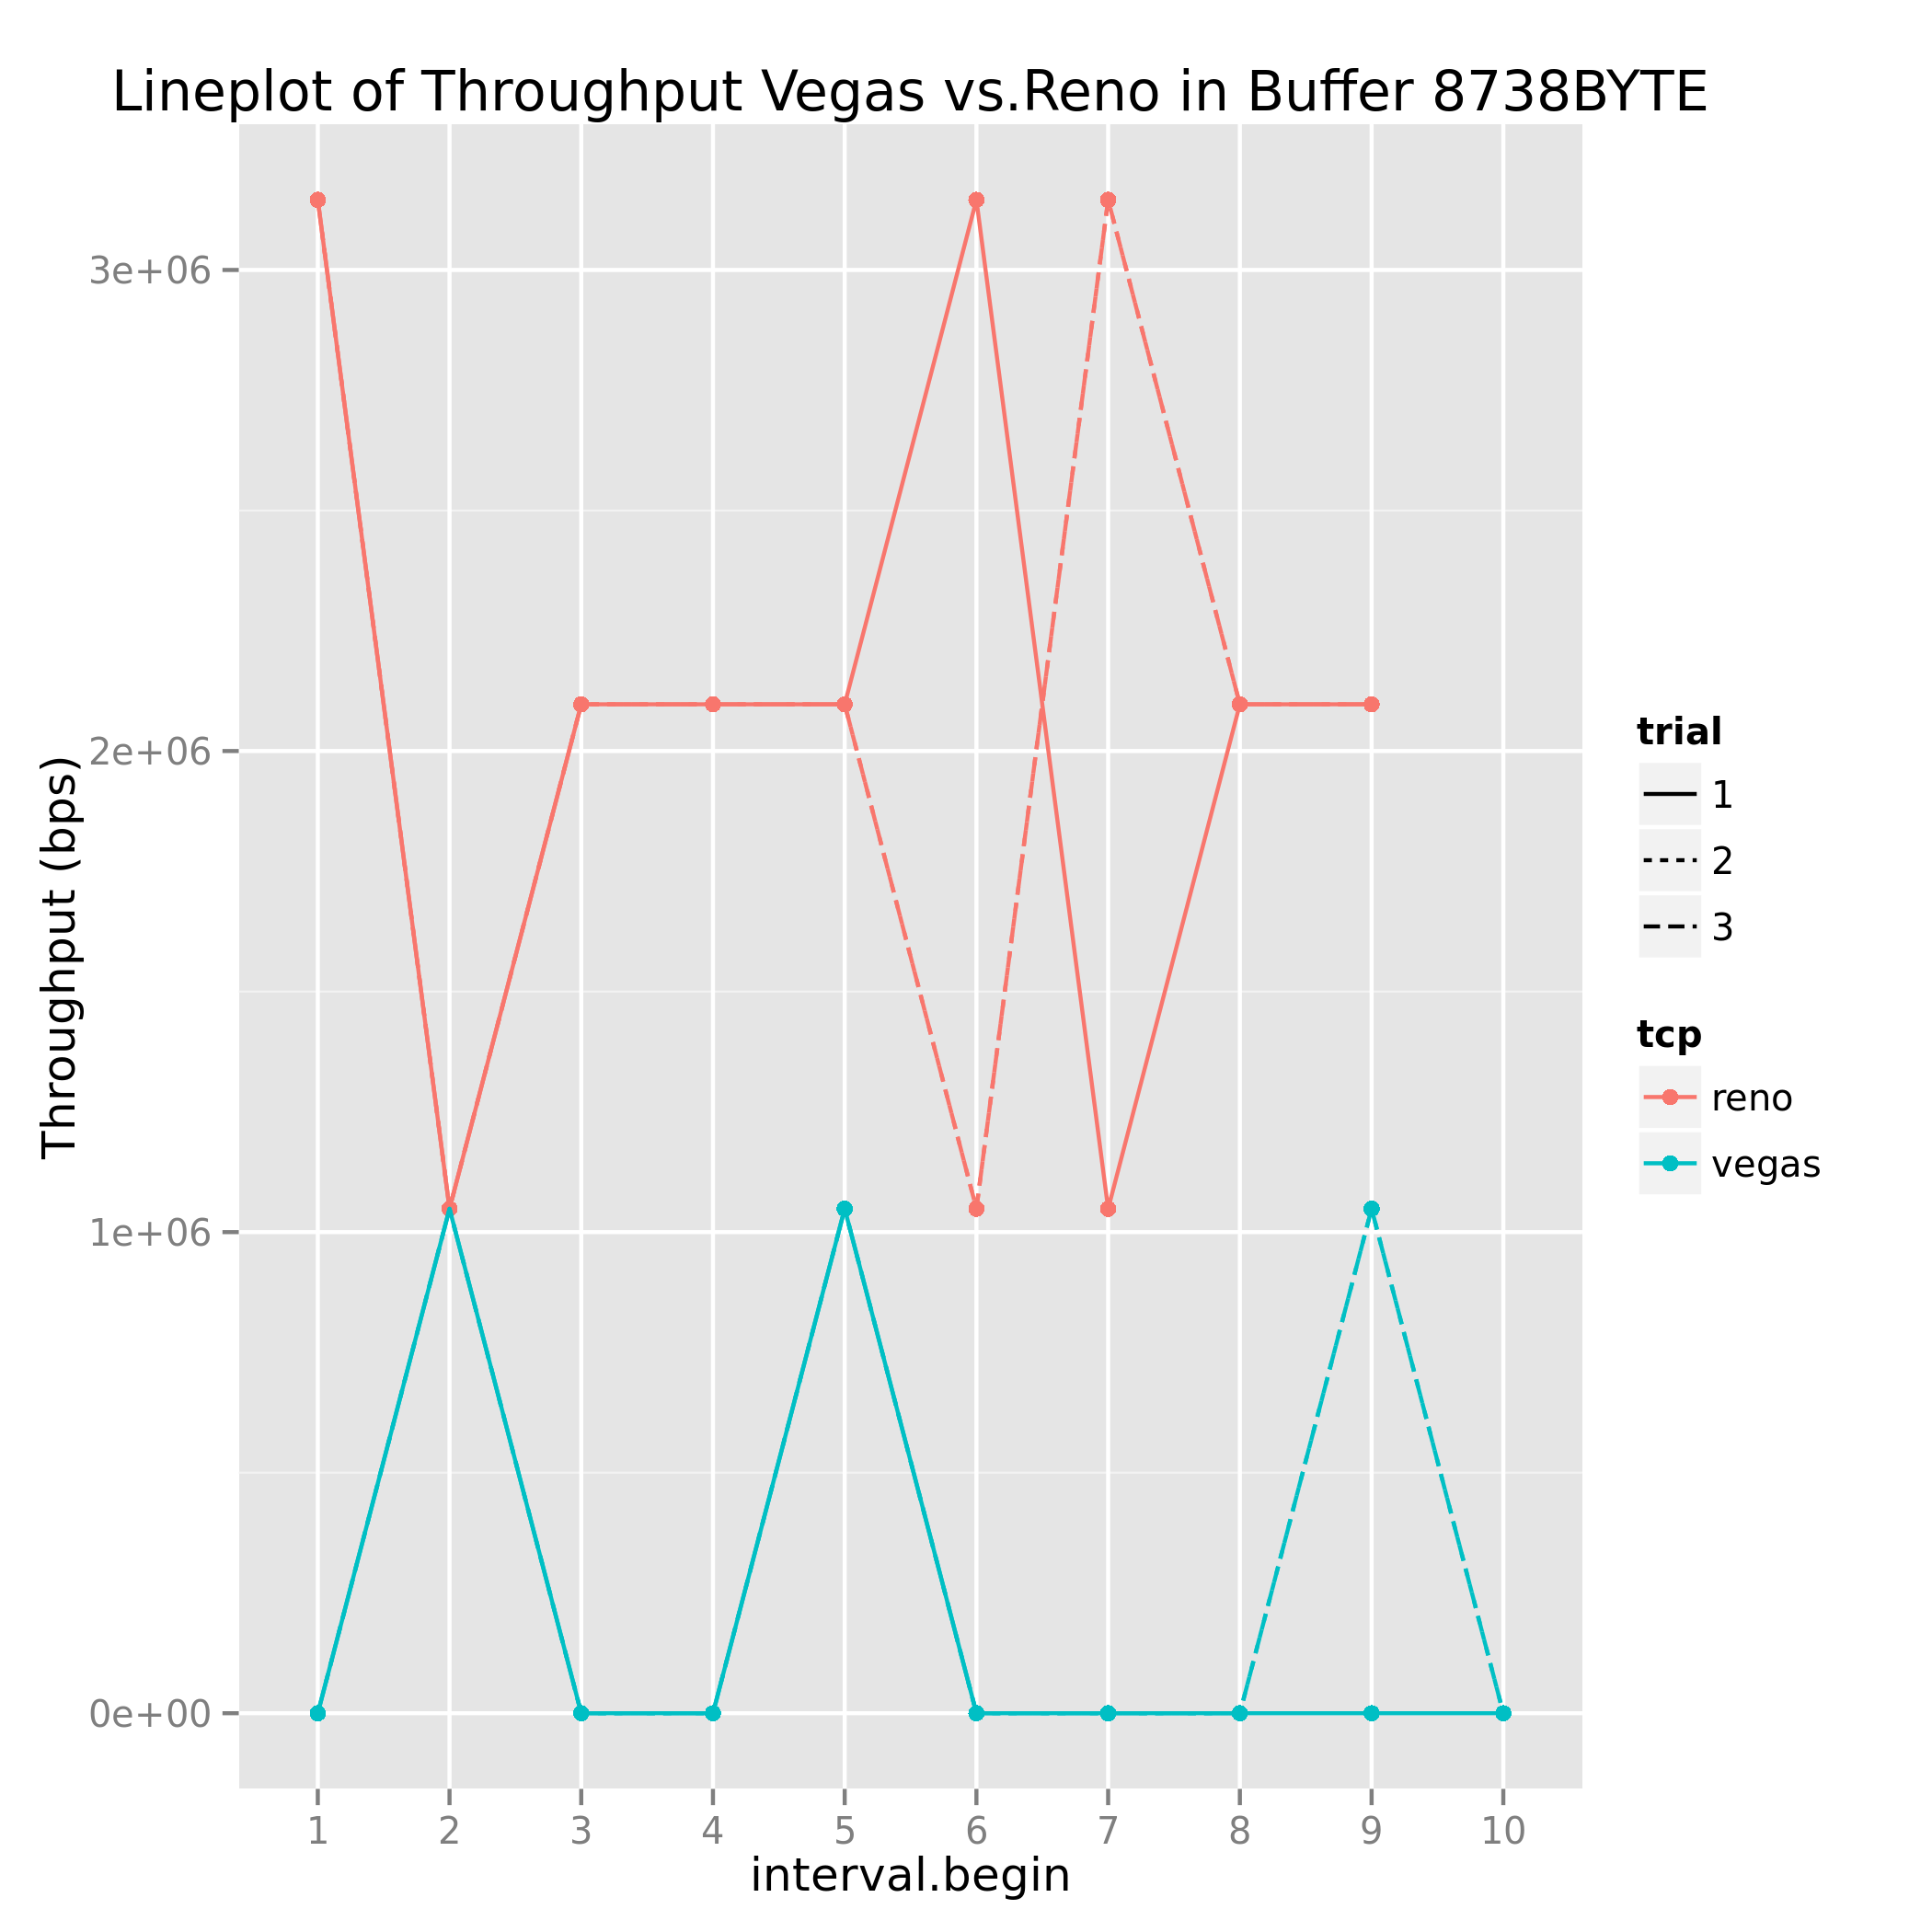 Lineplot of Throughput Vegas vs.Reno in Buffer 8738BYTE
Throughput (bps)
3e+06
2e+06
1e+06
0e+00
1 2 3 4 5 6 7 8 9 10
interval.begin
trial
1
2
3
tcp
reno
vegas